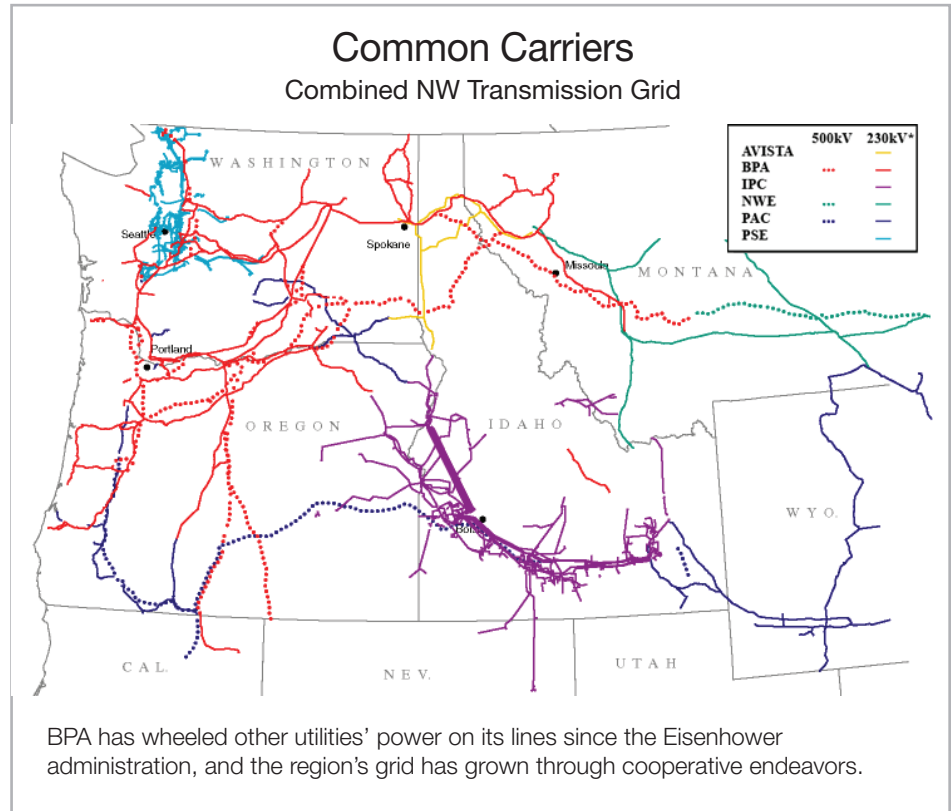 Common Carriers
Combined NW Transmission Grid
500kV 230kV*
AVISTA
BPA
IPC
NWE
PAC
PSE
WASHINGTON
Seattle
Spokane
Missoula
MONTANA
Portland
OREGON
IDAHO
WYO.
CAL.
NEV.
UTAH
BPA has wheeled other utilities’ power on its lines since the Eisenhower
administration, and the region’s grid has grown through cooperative endeavors.